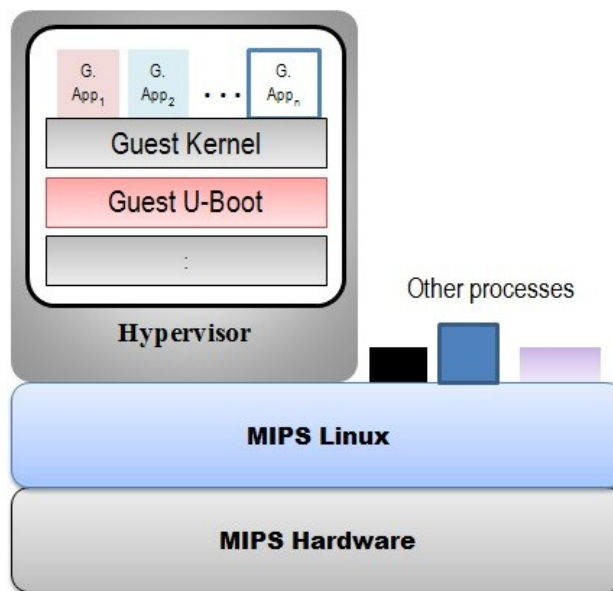 G. G. G.
App₁ App₂ ... Appₙ
Guest Kernel
Guest U-Boot
:
Hypervisor
Other processes
MIPS Linux
MIPS Hardware